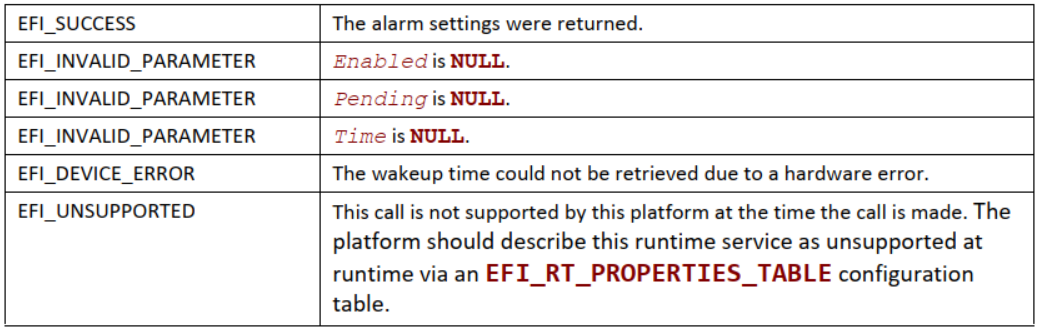 EFI_SUCCESS The alarm settings were returned.
EFI_INVALID_PARAMETER Enabled is NULL.
EFI_INVALID_PARAMETER Pending is NULL.
EFI_INVALID_PARAMETER Time is NULL.
EFI_DEVICE_ERROR The wakeup time could not be retrieved due to a hardware error.
EFI_UNSUPPORTED This call is not supported by this platform at the time the call is made. The
platform should describe this runtime service as unsupported at
runtime via an EFI_RT_PROPERTIES_TABLE configuration
table.